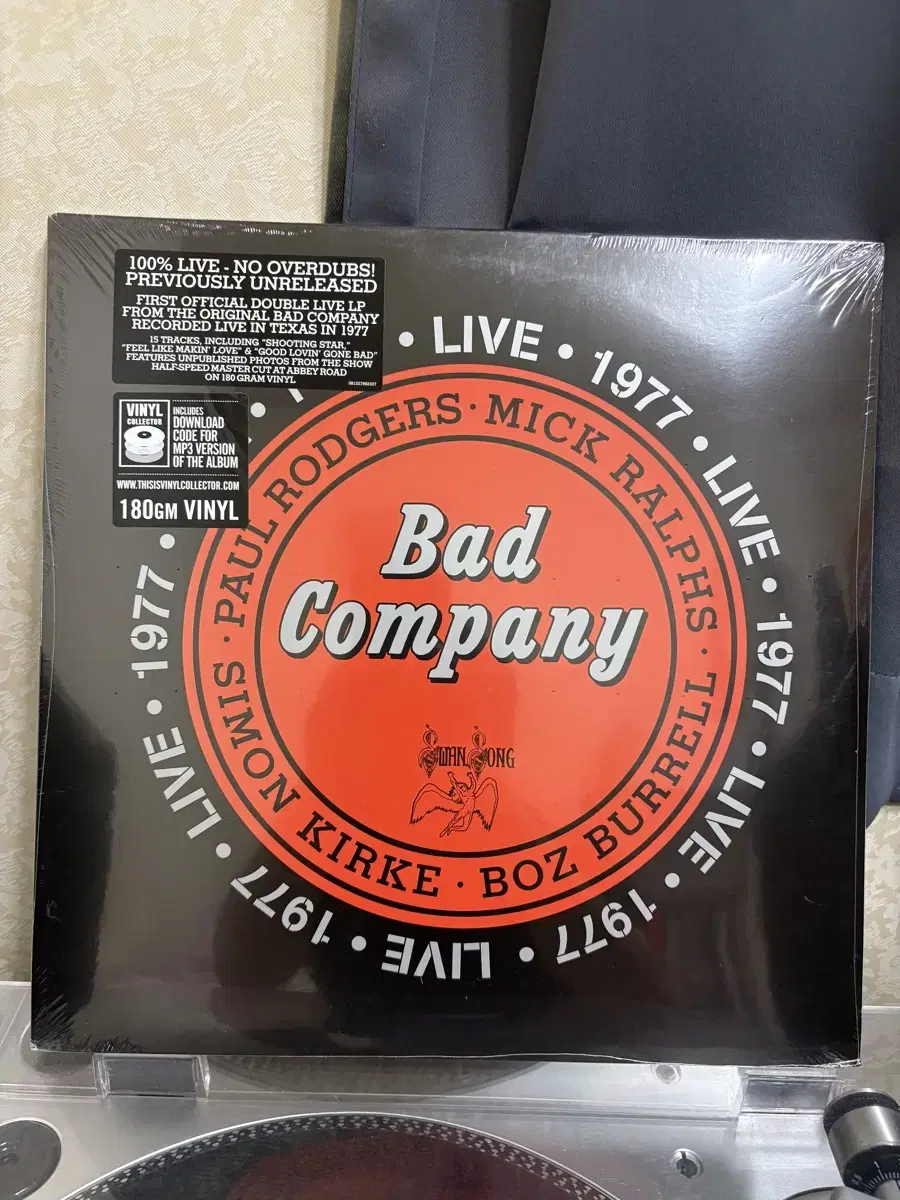 100% LIVE - NO OVERDUBS!
PREVIOUSLY UNRELEASED
FIRST OFFICIAL DOUBLE LIVE LP
FROM THE ORIGINAL BAD COMPANY
RECORDED LIVE IN TEXAS IN 1977
15 TRACKS, INCLUDING "SHOOTING STAR,"
"FEEL LIKE MAKIN' LOVE" & "GOOD LOVIN' GONE BAD"
FEATURES UNPUBLISHED PHOTOS FROM THE SHOW
HALF-SPEED MASTER CUT AT ABBEY ROAD
ON 180 GRAM VINYL
VINYL
COLLECTOR
INCLUDES
DOWNLOAD
CODE FOR
MP3 VERSION
OF THE ALBUM
WWW.THISISVINYLCOLLECTOR.COM
180GM VINYL
• LIVE • 1977 • LIVE • 1977 • LIVE • 1977 • LIVE • 1977 • LIVE • 1977 •
PAUL RODGERS · MICK RALPHS · BOZ BURRELL · SIMON KIRKE ·
Bad
Company
SWAN SONG